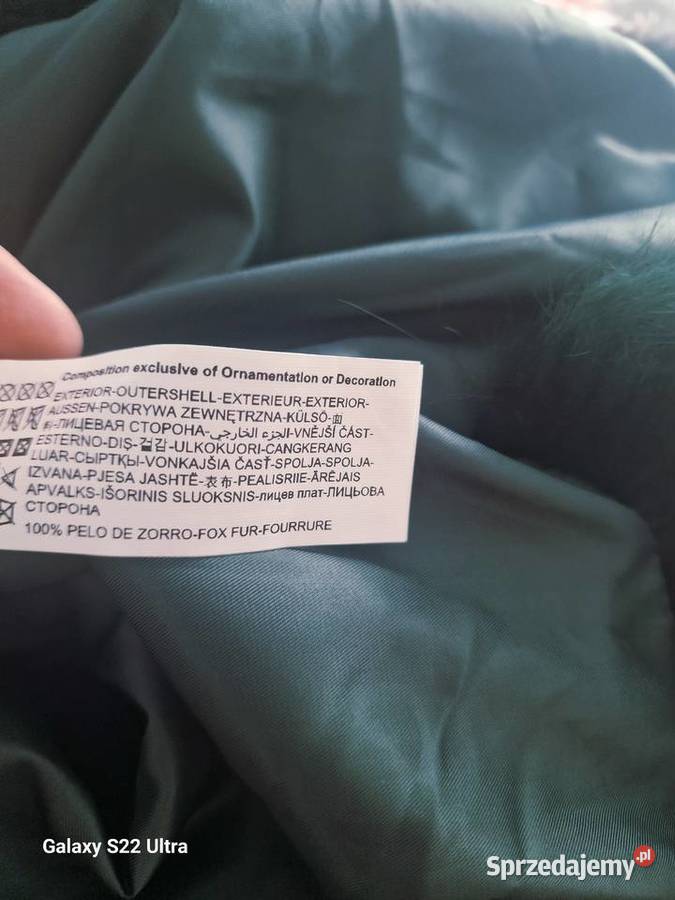 Composition exclusive of Ornamentation or Decoration
EXTERIOR-OUTERSHELL-EXTERIEUR-EXTERIOR-
AUSSEN-POKRYWA ZEWNĘTRZNA-KÜLSŐ-面
料-ЛИЦЕВАЯ СТОРОНА-الجزء الخارجي-VNĚJŠÍ ČÁST-
ESTERNO-DIŞ-겉감-ULKOKUORI-CANGKERANG
LUAR-СЫРТҚЫ-VONKAJŠIA ČASŤ-SPOLJA-SPOLJA-
IZVANA-PJESA JASHTË-表布-PEALISRIIE-ĀRĒJAIS
APVALKS-IŠORINIS SLUOKSNIS-лицев плат-ЛИЦЬОВА
СТОРОНА
100% PELO DE ZORRO-FOX FUR-FOURRURE
Galaxy S22 Ultra
Sprzedajemy.pl